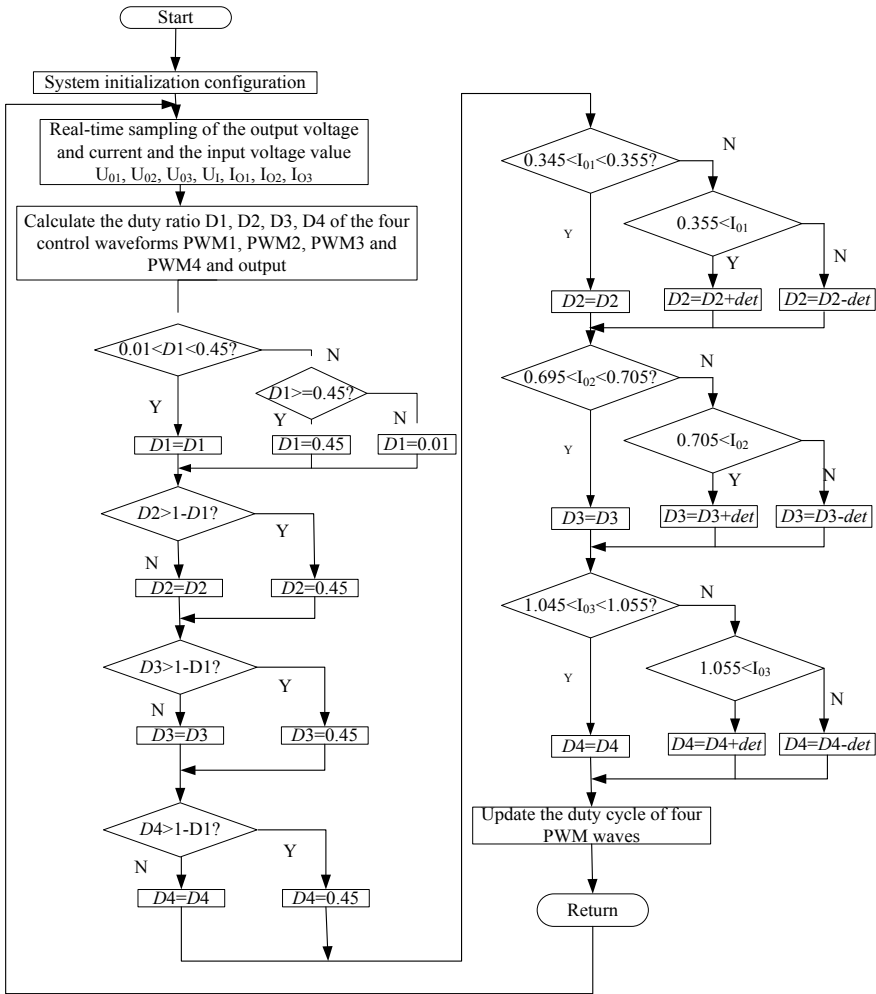 Start
System initialization configuration
Real-time sampling of the output voltage
and current and the input voltage value
U01, U02, U03, UI, IO1, IO2, IO3
Calculate the duty ratio D1, D2, D3, D4 of the four
control waveforms PWM1, PWM2, PWM3 and
PWM4 and output
0.01<D1<0.45?
N
D1>=0.45?
Y
Y
N
D1=D1
D1=0.45
D1=0.01
D2>1-D1?
Y
N
D2=D2
D2=0.45
D3>1-D1?
Y
N
D3=D3
D3=0.45
D4>1-D1?
Y
N
D4=D4
D4=0.45
0.345<I01<0.355?
N
0.355<I01
Y
Y
N
D2=D2
D2=D2+det
D2=D2-det
0.695<I02<0.705?
N
0.705<I02
Y
Y
N
D3=D3
D3=D3+det
D3=D3-det
1.045<I03<1.055?
N
1.055<I03
Y
Y
N
D4=D4
D4=D4+det
D4=D4-det
Update the duty cycle of four
PWM waves
Return